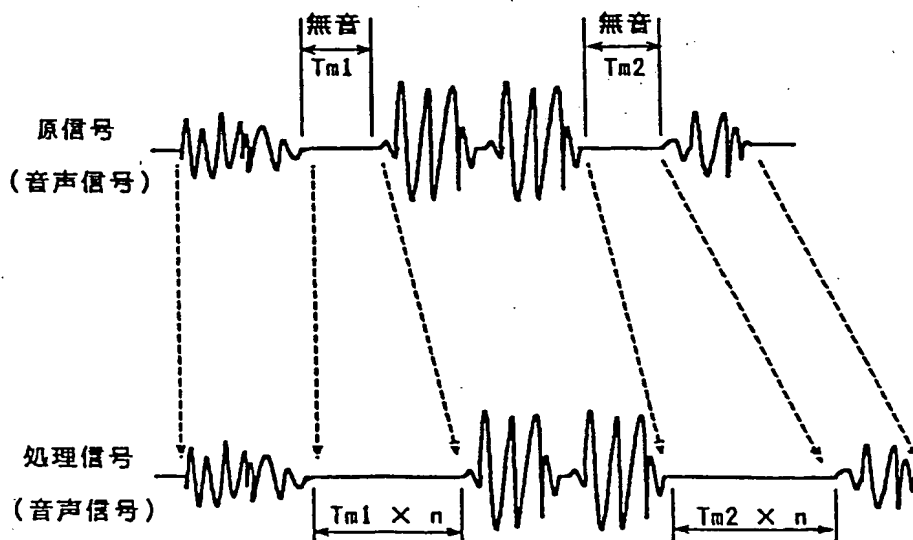 無音
Tm1
無音
Tm2
原信号
(音声信号)
処理信号
(音声信号)
Tm1 × n
Tm2 × n